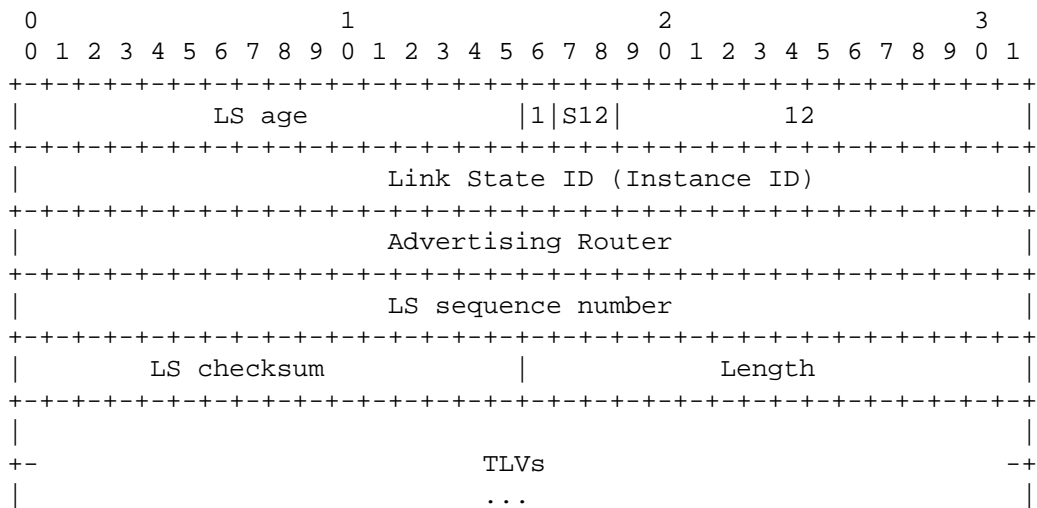 0                   1                   2                   3
 0 1 2 3 4 5 6 7 8 9 0 1 2 3 4 5 6 7 8 9 0 1 2 3 4 5 6 7 8 9 0 1
+-+-+-+-+-+-+-+-+-+-+-+-+-+-+-+-+-+-+-+-+-+-+-+-+-+-+-+-+-+-+-+-+
|            LS age             |1|S12|          12             |
+-+-+-+-+-+-+-+-+-+-+-+-+-+-+-+-+-+-+-+-+-+-+-+-+-+-+-+-+-+-+-+-+
|                       Link State ID (Instance ID)             |
+-+-+-+-+-+-+-+-+-+-+-+-+-+-+-+-+-+-+-+-+-+-+-+-+-+-+-+-+-+-+-+-+
|                       Advertising Router                      |
+-+-+-+-+-+-+-+-+-+-+-+-+-+-+-+-+-+-+-+-+-+-+-+-+-+-+-+-+-+-+-+-+
|                       LS sequence number                      |
+-+-+-+-+-+-+-+-+-+-+-+-+-+-+-+-+-+-+-+-+-+-+-+-+-+-+-+-+-+-+-+-+
|        LS checksum            |            Length             |
+-+-+-+-+-+-+-+-+-+-+-+-+-+-+-+-+-+-+-+-+-+-+-+-+-+-+-+-+-+-+-+-+
|                                                               |
+-                            TLVs                             -+
|                             ...                               |